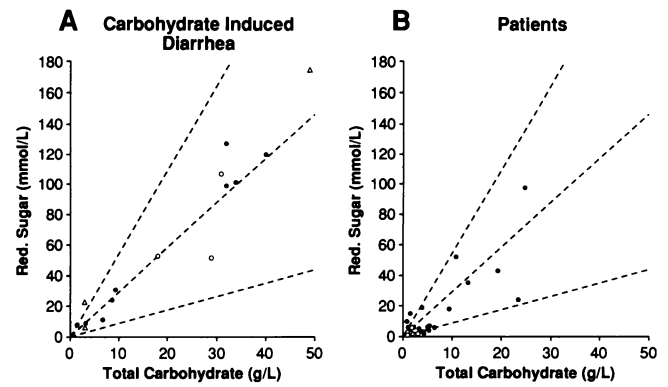 A Carbohydrate Induced
Diarrhea
180
160
140
120
100
80
60
40
20
0
Red. Sugar (mmol/L)
0 10 20 30 40 50
Total Carbohydrate (g/L)
B Patients
180
160
140
120
100
80
60
40
20
0
Red. Sugar (mmol/L)
0 10 20 30 40 50
Total Carbohydrate (g/L)